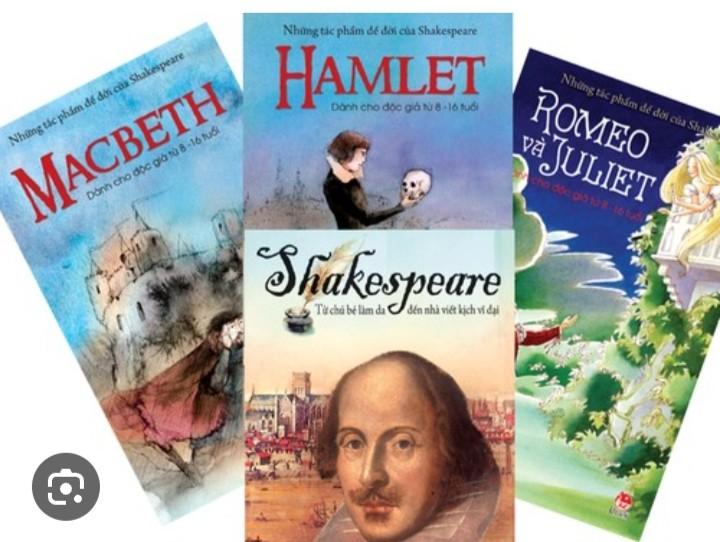 Những tác phẩm để đời của Shakespeare
MACBETH
Dành cho độc giả từ 8 -16 tuổi
Những tác phẩm để đời của Shakespeare
HAMLET
Dành cho độc giả từ 8 -16 tuổi
Những tác phẩm để đời của
ROMEO
và JULIET
cho độc giả từ 8 -16 tuổi
Shakespeare
Từ chú bé làm da đến nhà viết kịch vĩ đại